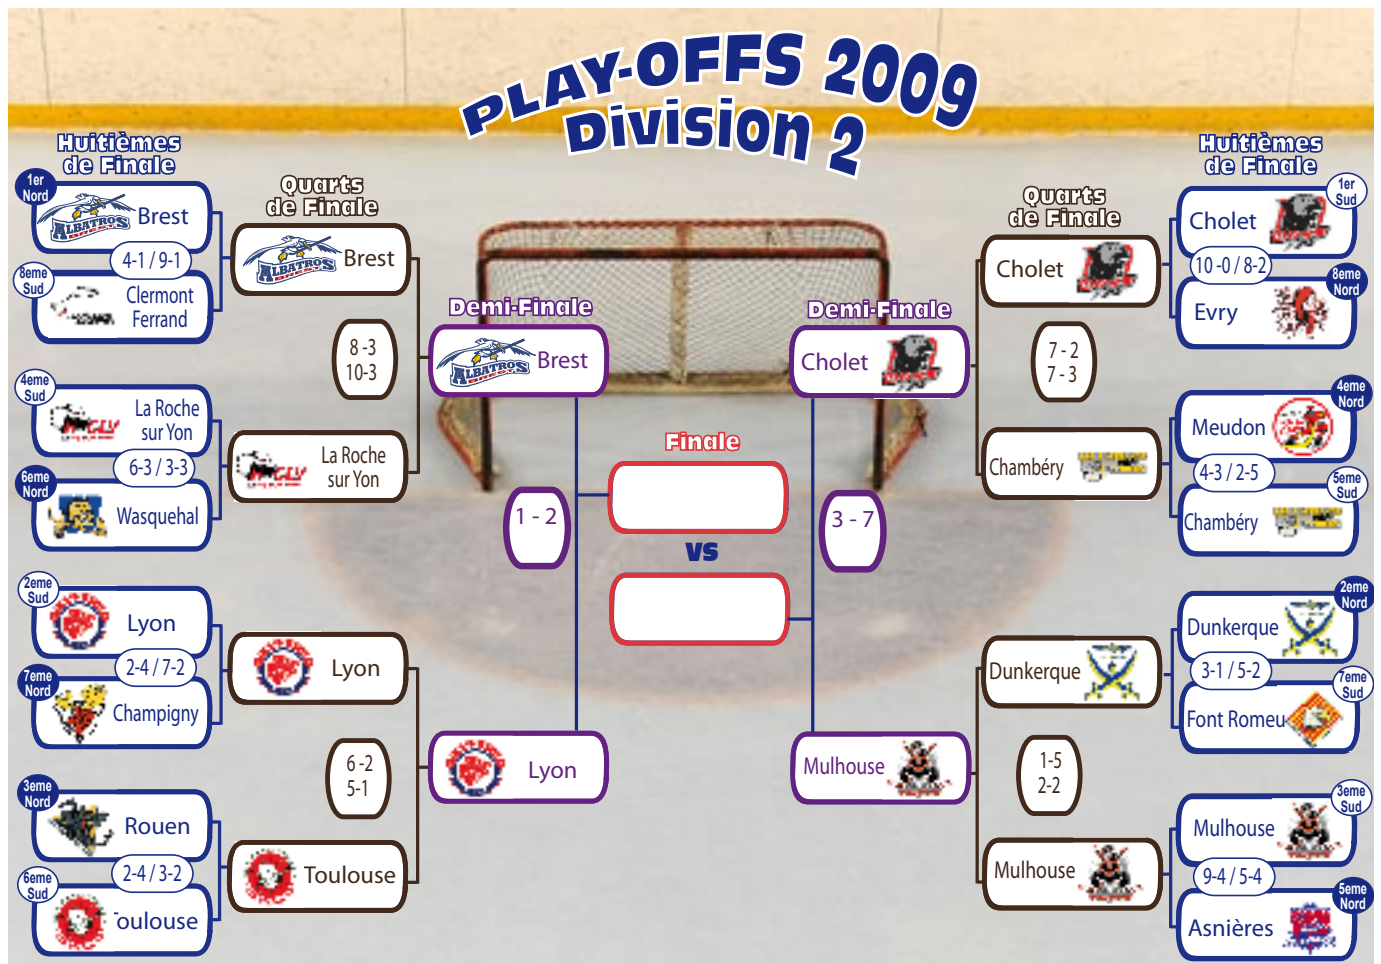 PLAY-OFFS 2009
Division 2
Huitièmes
de Finale
1er
Nord
ALBATROS
BREST
Brest
4-1 / 9-1
8eme
Sud
Clermont
Ferrand
4eme
Sud
La Roche
sur Yon
6-3 / 3-3
6eme
Nord
Wasquehal
2eme
Sud
Lyon
2-4 / 7-2
7eme
Nord
Champigny
3eme
Nord
Rouen
2-4 / 3-2
6eme
Sud
oulouse
Quarts
de Finale
ALBATROS
BREST
Brest
8 -3
10-3
La Roche
sur Yon
Lyon
6 -2
5-1
Toulouse
Demi-Finale
ALBATROS
BREST
Brest
1 - 2
Lyon
Finale
VS
Demi-Finale
Cholet
3 - 7
Mulhouse
Quarts
de Finale
Cholet
7 - 2
7 - 3
Chambéry
Dunkerque
1-5
2-2
Mulhouse
Huitièmes
de Finale
1er
Sud
Cholet
10 -0 / 8-2
8eme
Nord
Evry
4eme
Nord
Meudon
4-3 / 2-5
5eme
Sud
Chambéry
2eme
Nord
Dunkerque
3-1 / 5-2
7eme
Sud
Font Romeu
3eme
Sud
Mulhouse
9-4 / 5-4
5eme
Nord
Asnières